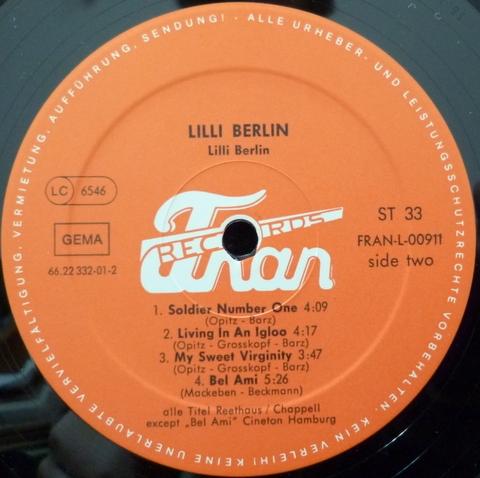 ALLE URHEBER- UND LEISTUNGSSCHUTZRECHTE VORBEHALTEN. KEIN VERLEIH! KEINE UNERLAUBTE VERVIELFÄLTIGUNG, VERMIETUNG, AUFFÜHRUNG, SENDUNG! -
LILLI BERLIN
Lilli Berlin
LC 6546
GEMA
66.22 332-01-2
Fran
RECORDS
ST 33
FRAN-L-00911
side two
1. Soldier Number One 4:09
(Opitz - Barz)
2. Living In An Igloo 4:17
(Opitz - Grosskopf - Barz)
3. My Sweet Virginity 3:47
(Opitz - Grosskopf - Barz)
4. Bel Ami 5:26
(Mackeben - Beckmann)
alle Titel Reethaus / Chappell
except „Bel Ami" Cineton Hamburg